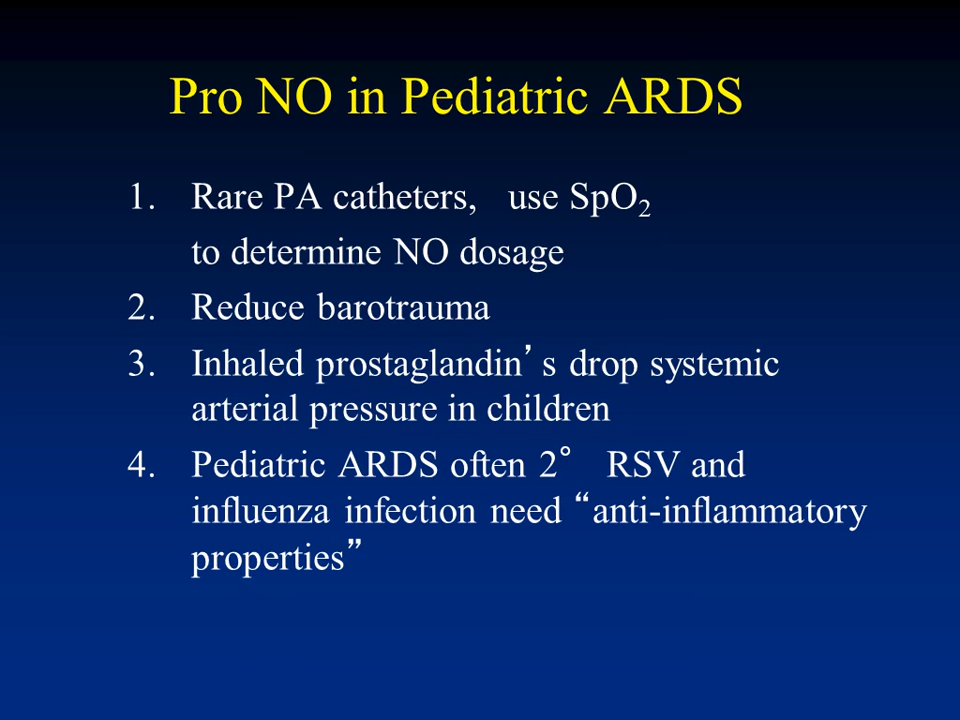 Pro NO in Pediatric ARDS
1. Rare PA catheters, use SpO₂
to determine NO dosage
2. Reduce barotrauma
3. Inhaled prostaglandin’s drop systemic
arterial pressure in children
4. Pediatric ARDS often 2° RSV and
influenza infection need “anti-inflammatory
properties”